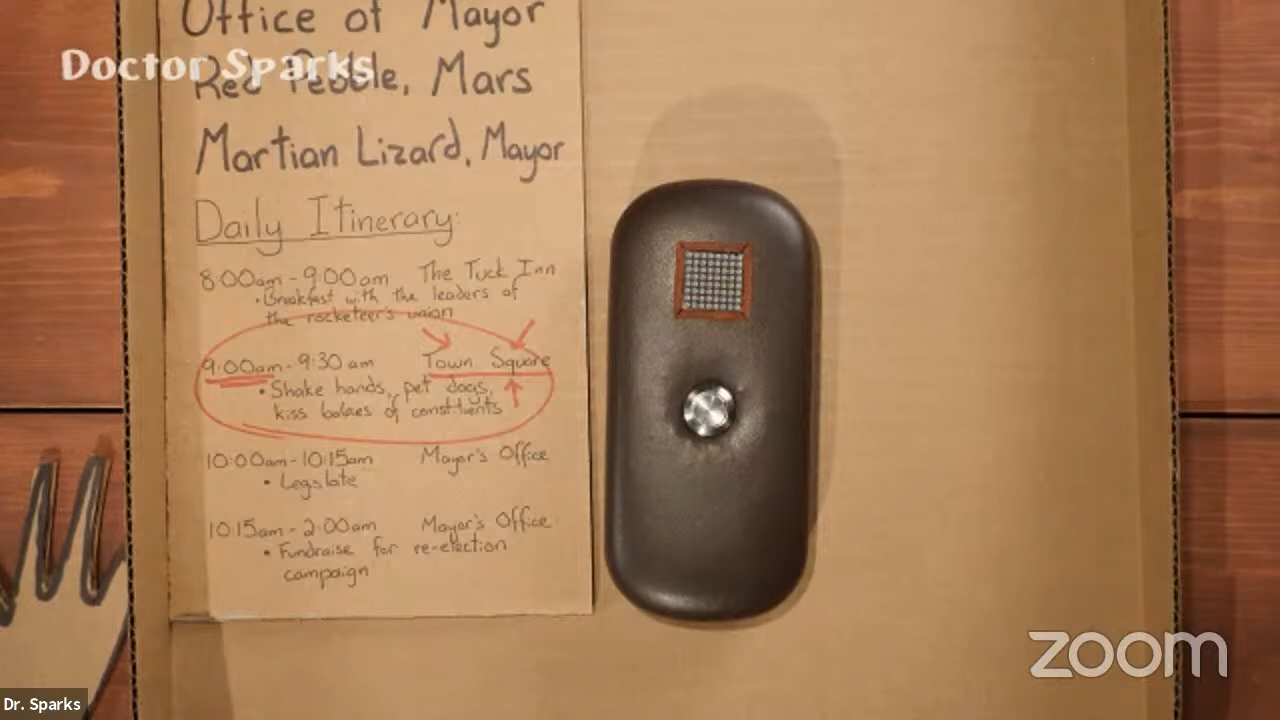 Office of Mayor
Doctor Sparks
Red Pebble, Mars
Martian Lizard, Mayor
Daily Itinerary:
8:00am - 9:00am The Tuck Inn
• Breakfast with the leaders of
the rocketeer's union
9:00am - 9:30am Town Square
• Shake hands, pet dogs,
kiss babies of constituents
10:00am - 10:15am Mayor's Office
• Legislate
10:15am - 2:00am Mayor's Office
• Fundraise for re-election
campaign
zoom
Dr. Sparks